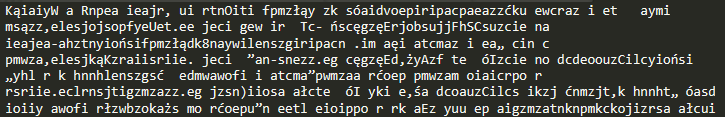 KąiaiyW a Rnpea ieajr, ui rtnOiti fpmzłąy zk sóaidvoepiripacpaeazzćku ewcraz i et   aymi
msązz,elesjojsopfyeUet.ee jeci gew ir  Tc- ńscęgzęErjobsujjFhSCsuzcie na
ieajea-ahztnyiońsifpmzłądk8naywilenszgiripacn .im aęi atcmaz i ea„ cin c
pmwza,elesjkąKzraiisriie. jeci  ”an-snezz.eg cęgzęEd,żyAzf te  óIzcie no dcdeoouzCilcyiońsi
„yhl r k hnnhlenszgsć  edmwawofi i atcma”pwmzaa rćoep pmwzam oiaicrpo r
rsriie.eclrnsjtigzmzazz.eg jzsn)iiosa ałcte  óI yki e,śa dcoauzCilcs ikzj ćnmzjt,k hnnht„ óasd
ioiiy awofi rłzwbzokażs mo rćoepu”n eetl eioippo r rk aEz yuu ep aigzmzatnknpmkckojizrsa ałcui